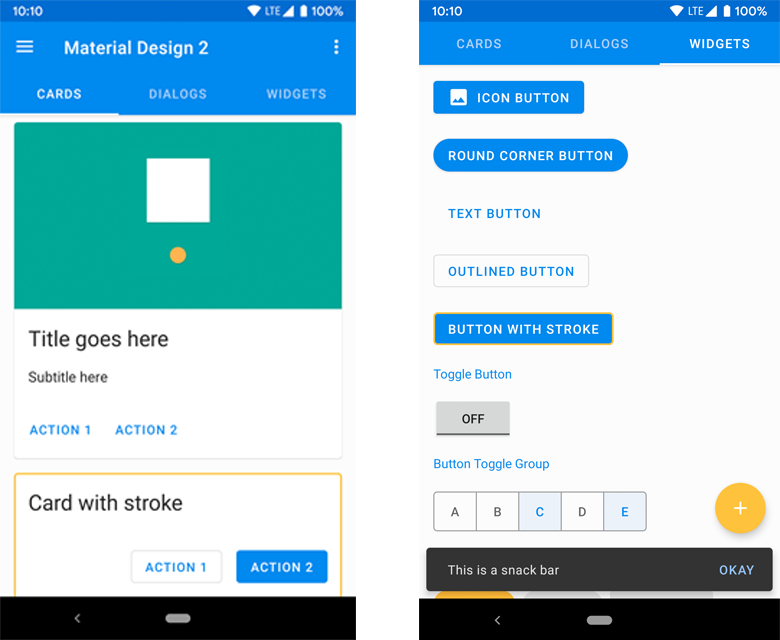 10:10 LTE 100%
Material Design 2
CARDS DIALOGS WIDGETS
Title goes here
Subtitle here
ACTION 1 ACTION 2
Card with stroke
ACTION 1 ACTION 2
10:10 LTE 100%
CARDS DIALOGS WIDGETS
ICON BUTTON
ROUND CORNER BUTTON
TEXT BUTTON
OUTLINED BUTTON
BUTTON WITH STROKE
Toggle Button
OFF
Button Toggle Group
A B C D E
This is a snack bar OKAY